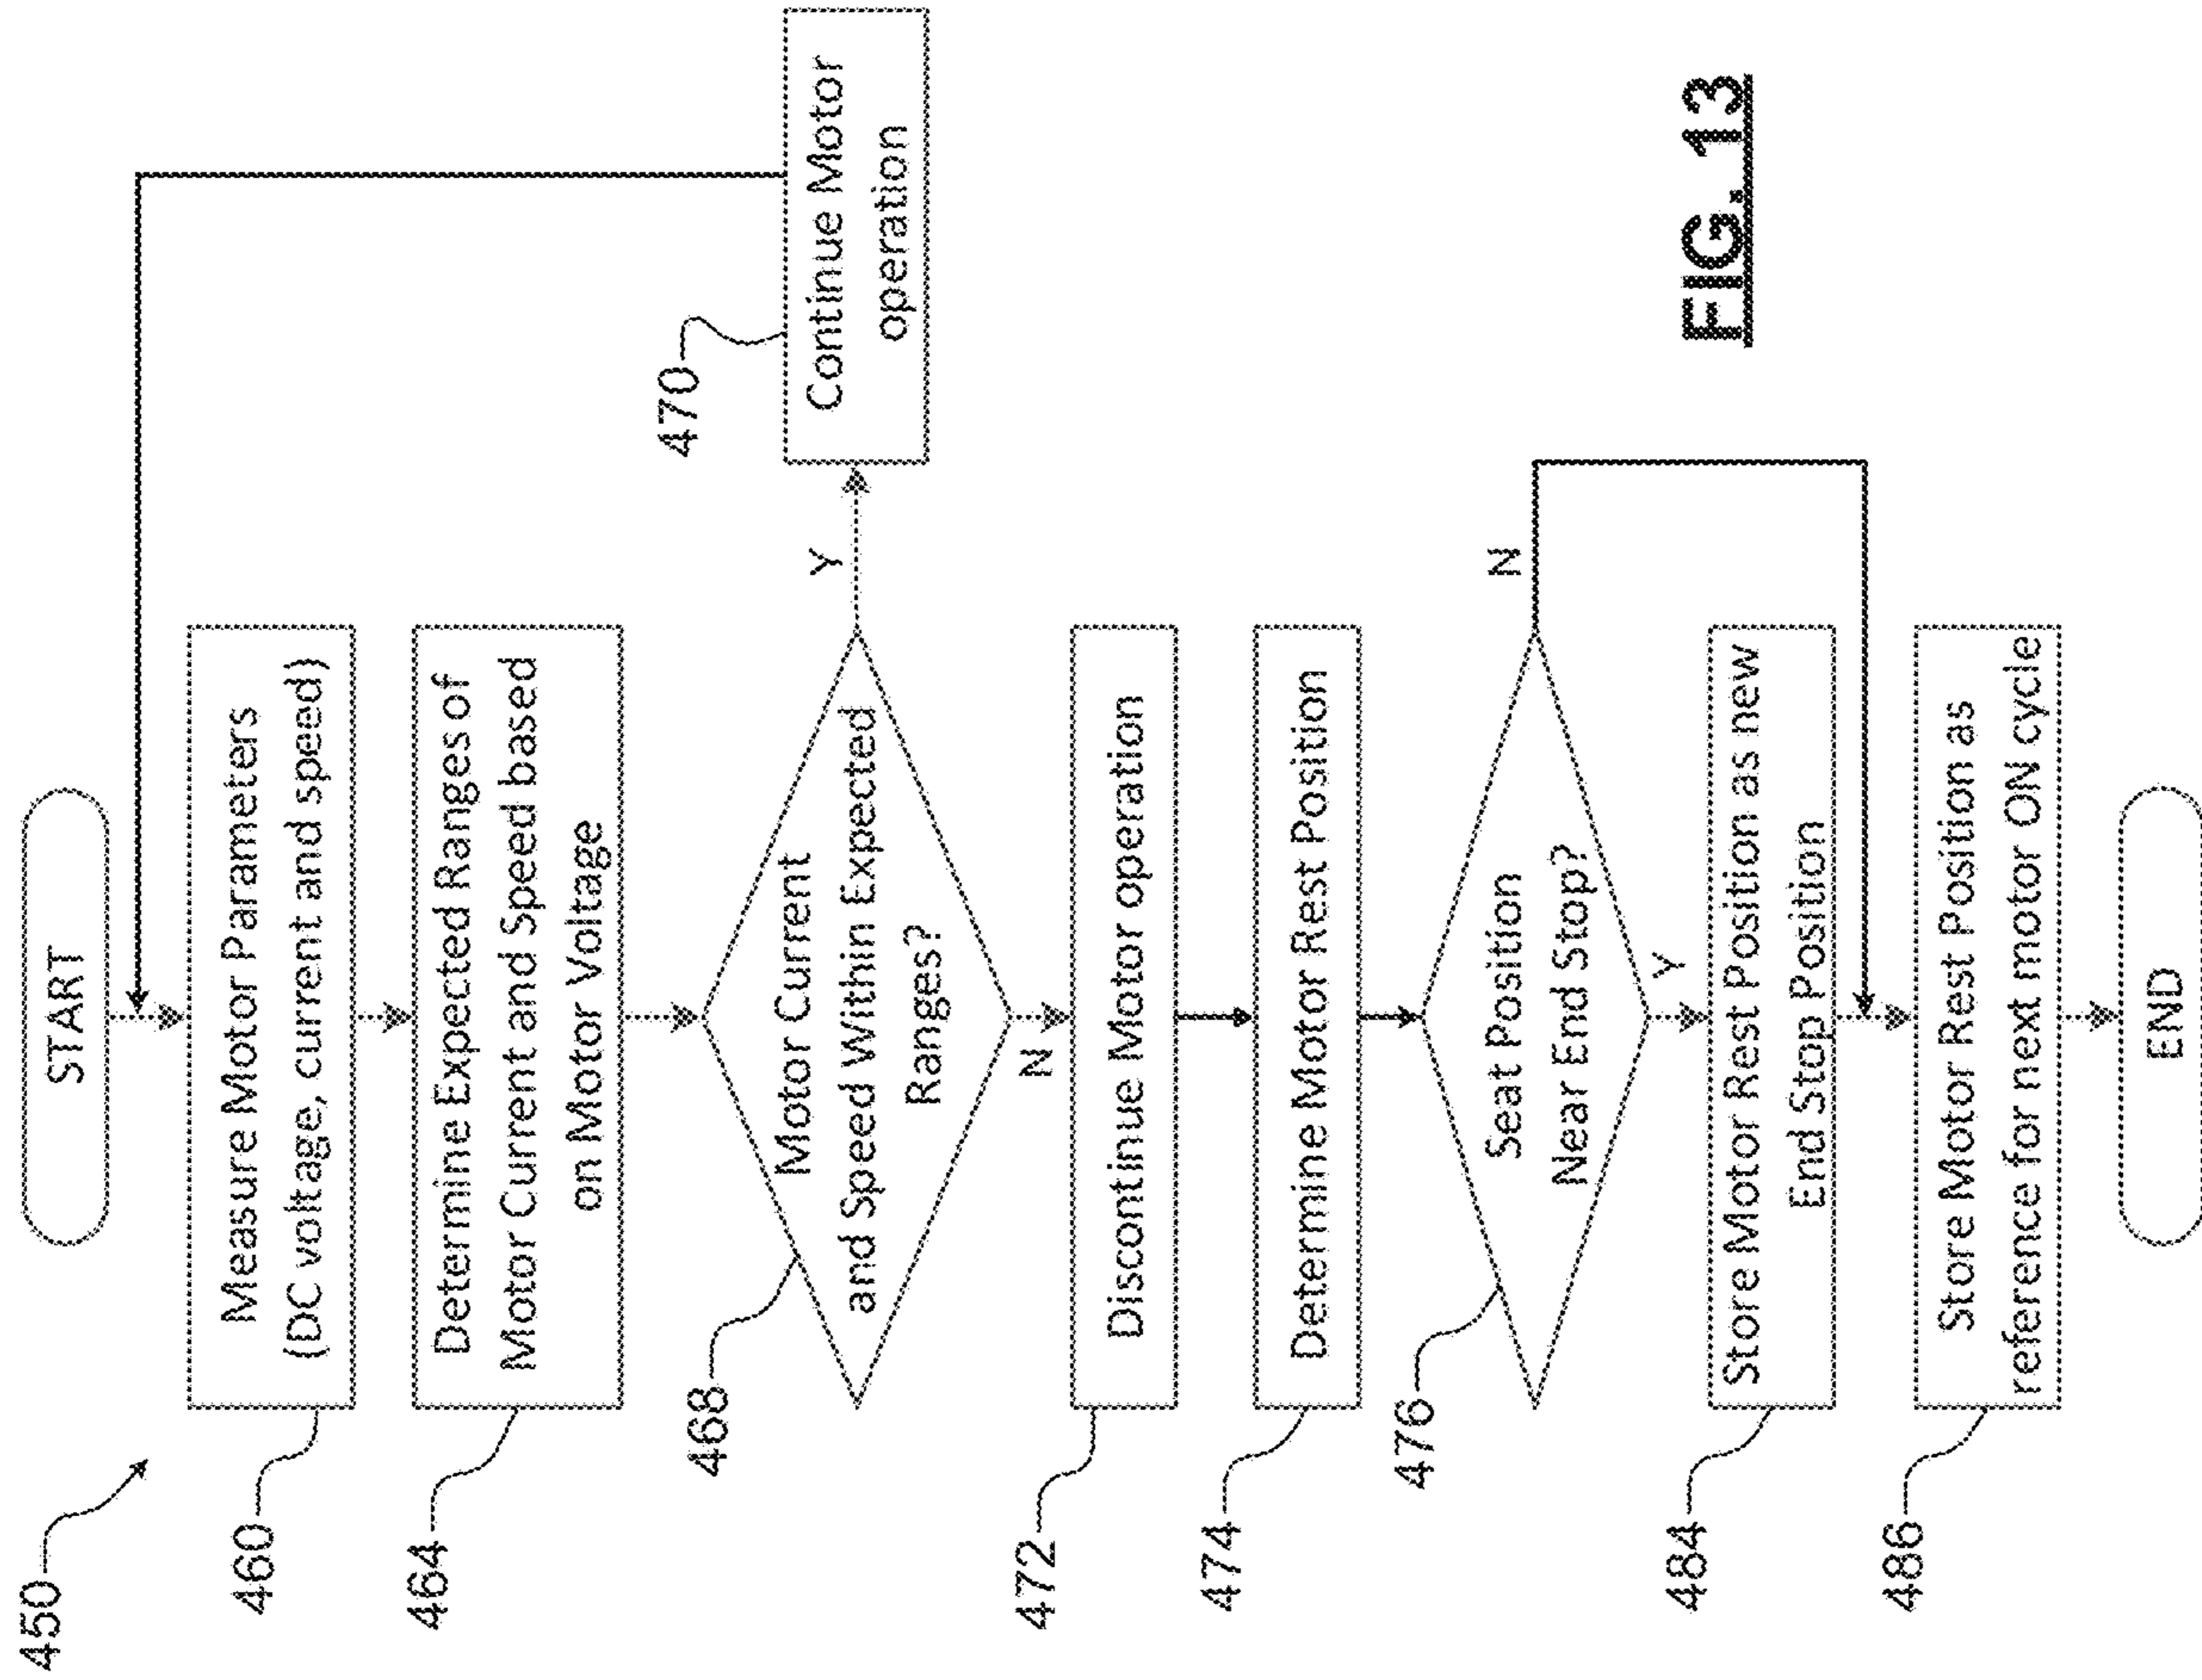 450
START
460
Measure Motor Parameters
(DC voltage, current and speed)
464
Determine Expected Ranges of
Motor Current and Speed based
on Motor Voltage
468
Motor Current
and Speed Within Expected
Ranges?
Y
470
Continue Motor
operation
N
472
Discontinue Motor operation
474
Determine Motor Rest Position
476
Seat Position
Near End Stop?
N
Y
484
Store Motor Rest Position as new
End Stop Position
486
Store Motor Rest Position as
reference for next motor ON cycle
END
FIG. 13